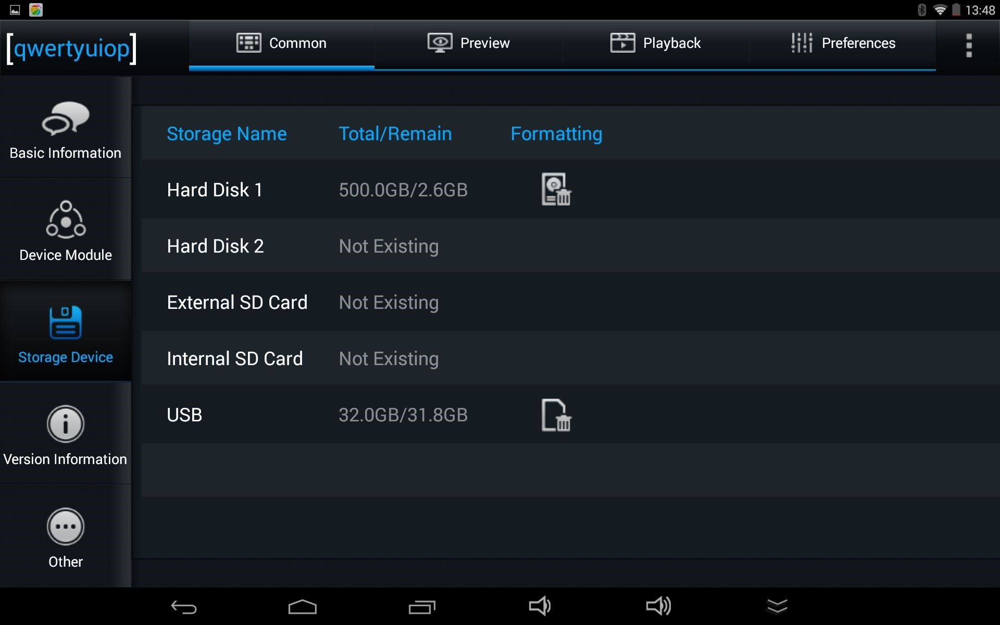 13:48
[qwertyuiop]
Common
Preview
Playback
Preferences
Basic Information
Device Module
Storage Device
Version Information
Other
Storage Name Total/Remain Formatting
Hard Disk 1 500.0GB/2.6GB
Hard Disk 2 Not Existing
External SD Card Not Existing
Internal SD Card Not Existing
USB 32.0GB/31.8GB